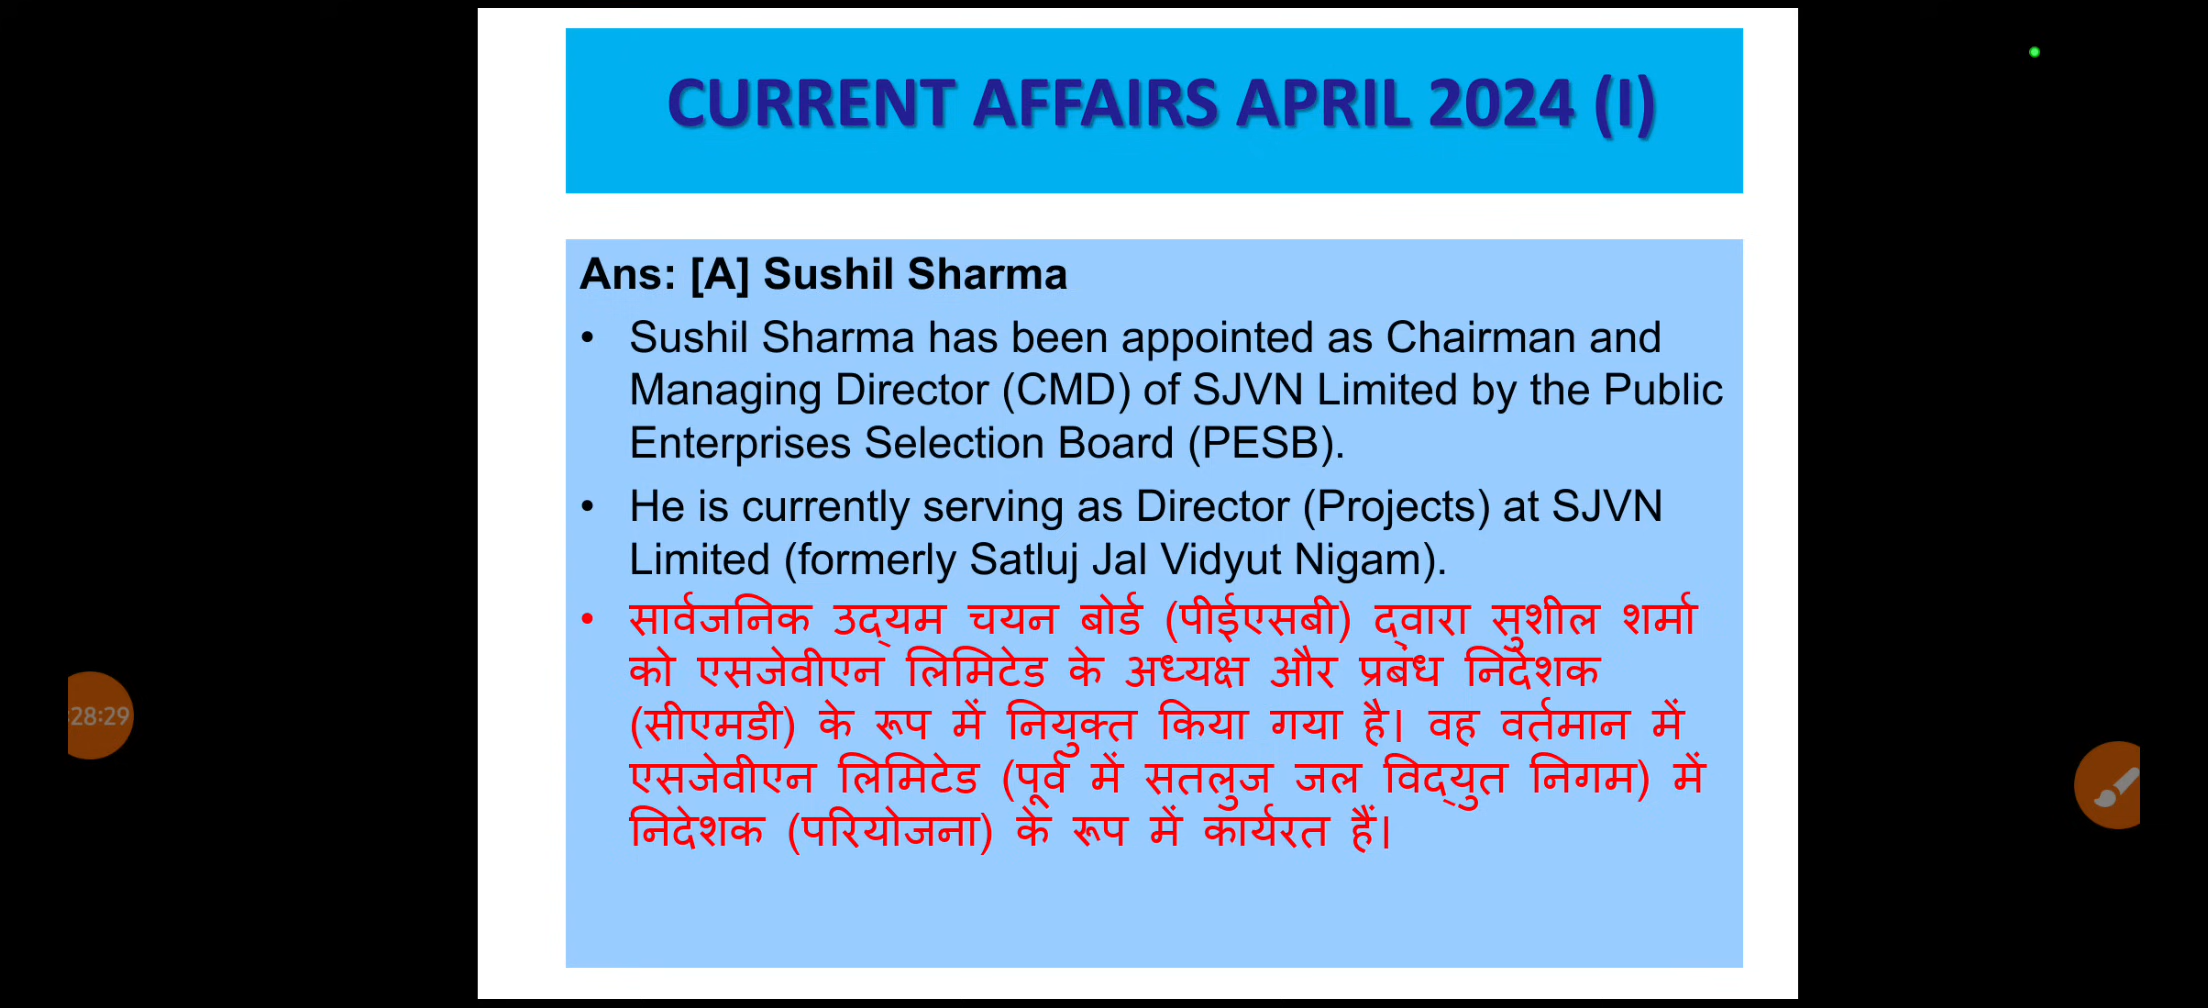 CURRENT AFFAIRS APRIL 2024 (I)
Ans: [A] Sushil Sharma
• Sushil Sharma has been appointed as Chairman and
Managing Director (CMD) of SJVN Limited by the Public
Enterprises Selection Board (PESB).
• He is currently serving as Director (Projects) at SJVN
Limited (formerly Satluj Jal Vidyut Nigam).
• सार्वजनिक उद्यम चयन बोर्ड (पीईएसबी) द्वारा सुशील शर्मा
को एसजेवीएन लिमिटेड के अध्यक्ष और प्रबंध निदेशक
(सीएमडी) के रूप में नियुक्त किया गया है। वह वर्तमान में
एसजेवीएन लिमिटेड (पूर्व में सतलुज जल विद्युत निगम) में
निदेशक (परियोजना) के रूप में कार्यरत हैं।
:28:29